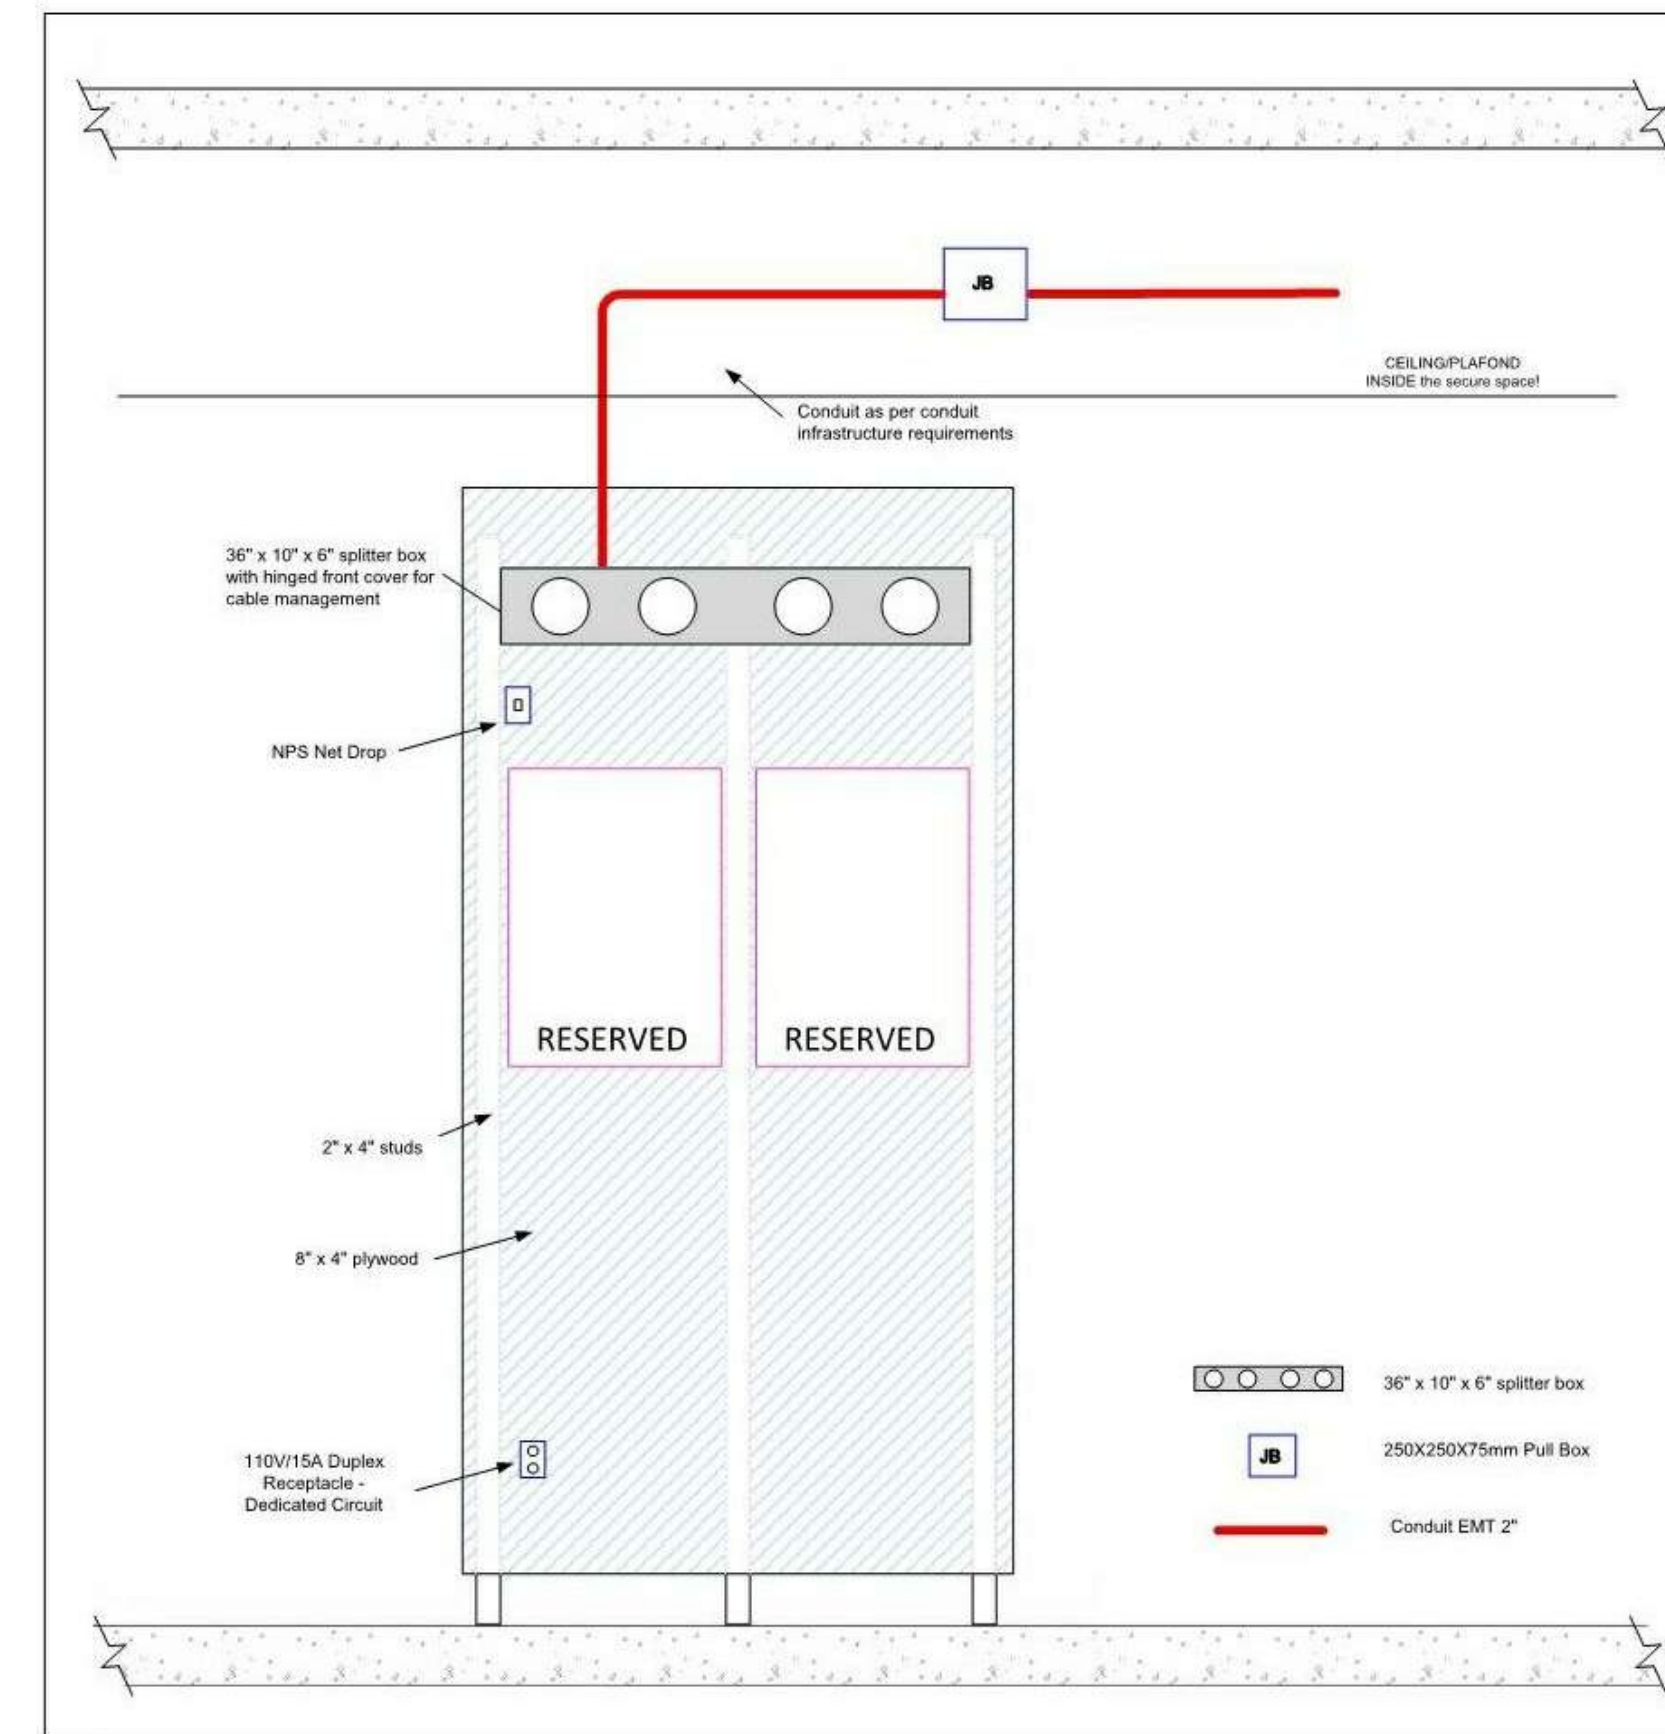 JB
CEILING/PLAFOND
INSIDE the secure space!
Conduit as per conduit
infrastructure requirements
36" x 10" x 6" splitter box
with hinged front cover for
cable management
NPS Net Drop
RESERVED
RESERVED
2" x 4" studs
8" x 4" plywood
110V/15A Duplex
Receptacle -
Dedicated Circuit
36" x 10" x 6" splitter box
JB
250X250X75mm Pull Box
Conduit EMT 2"